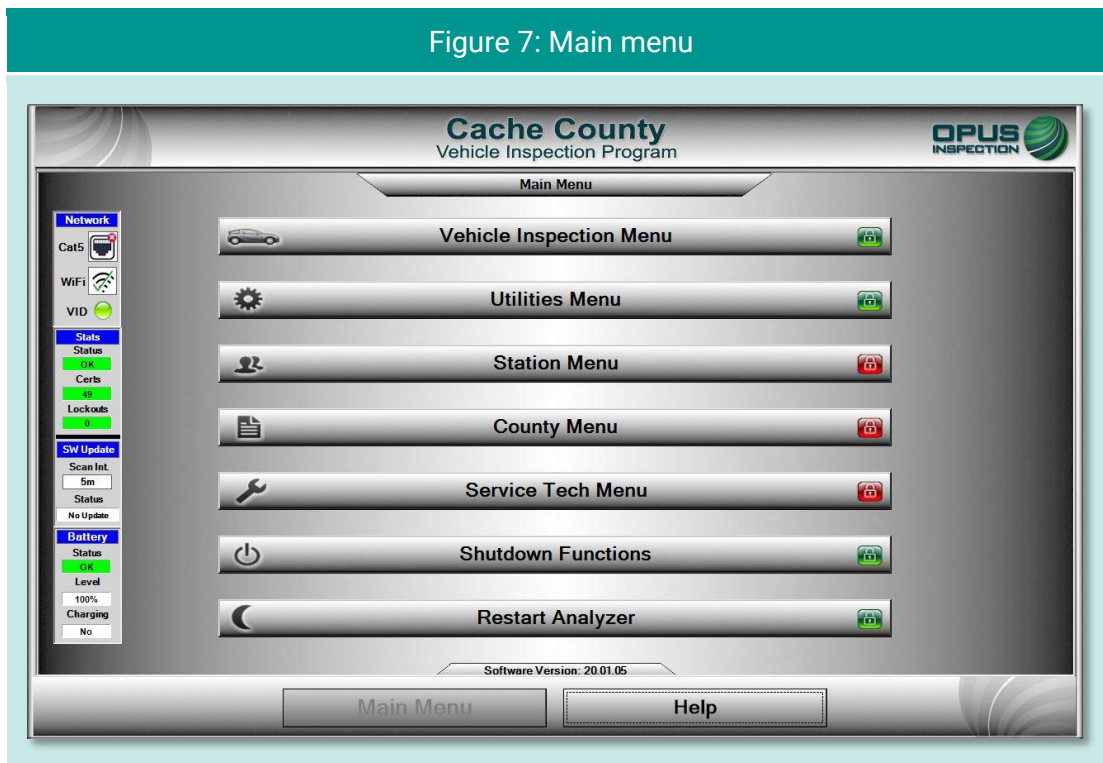 Figure 7: Main menu
Cache County
Vehicle Inspection Program
OPUS
INSPECTION
Main Menu
Network
Cat5
WiFi
VID
Stats
Status
OK
Certs
49
Lockouts
0
SW Update
Scan Int.
5m
Status
No Update
Battery
Status
OK
Level
100%
Charging
No
Vehicle Inspection Menu
Utilities Menu
Station Menu
County Menu
Service Tech Menu
Shutdown Functions
Restart Analyzer
Software Version: 20.01.05
Main Menu
Help